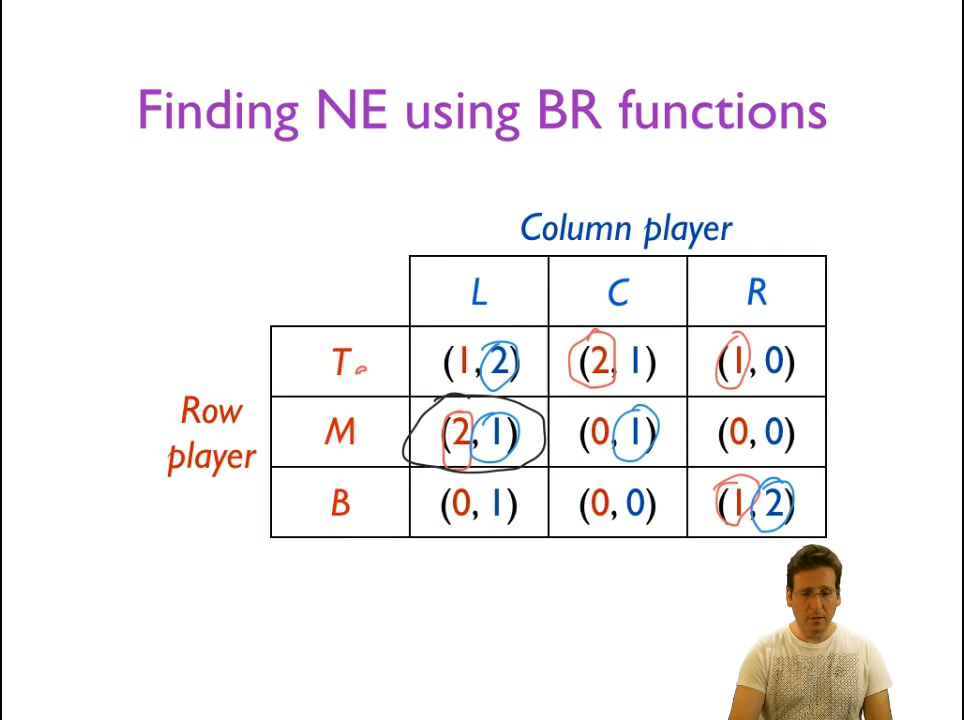 Finding NE using BR functions
Column player
L C R
T (1, 2) (2, 1) (1, 0)
Row player
M (2, 1) (0, 1) (0, 0)
B (0, 1) (0, 0) (1, 2)